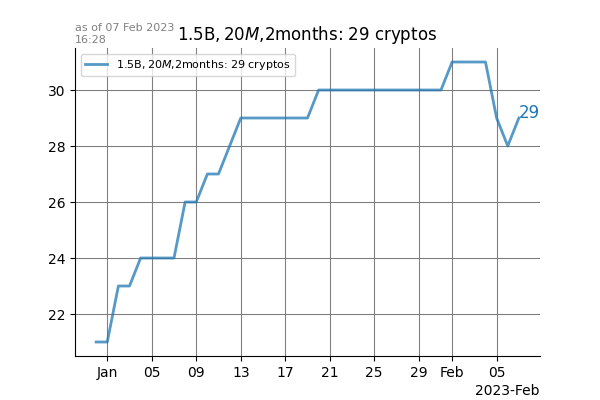 as of 07 Feb 2023
16:28
1.5B, 20M,2months: 29 cryptos
1.5B, 20M,2months: 29 cryptos
30
28
26
24
22
29
Jan 05 09 13 17 21 25 29 Feb 05
2023-Feb